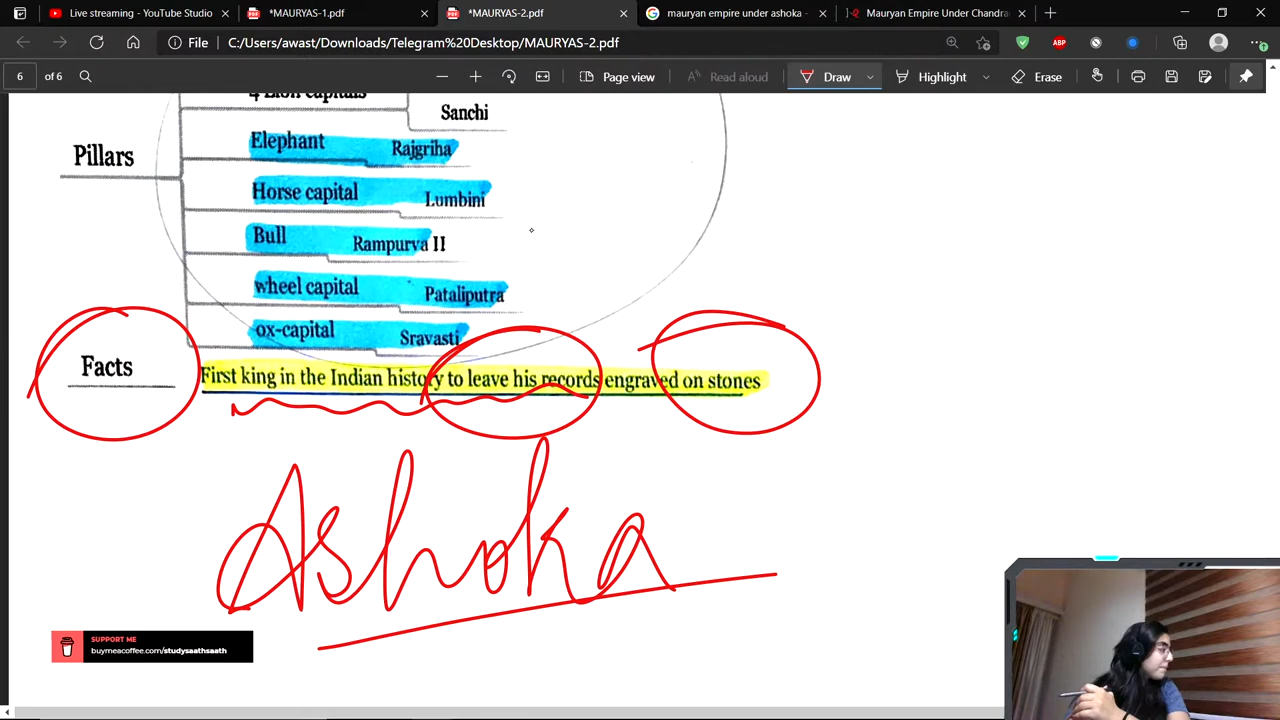 Live streaming - YouTube Studio
*MAURYAS-1.pdf
*MAURYAS-2.pdf
mauryan empire under ashoka -
Mauryan Empire Under Chandra
File
C:/Users/awast/Downloads/Telegram%20Desktop/MAURYAS-2.pdf
6 of 6
Page view
Read aloud
Draw
Highlight
Erase
4 Lion capitals
Sanchi
Pillars
Elephant Rajgriha
Horse capital Lumbini
Bull Rampurva II
wheel capital Pataliputra
ox-capital Sravasti
Facts
First king in the Indian history to leave his records engraved on stones
Ashoka
SUPPORT ME
buymeacoffee.com/studysaathsaath